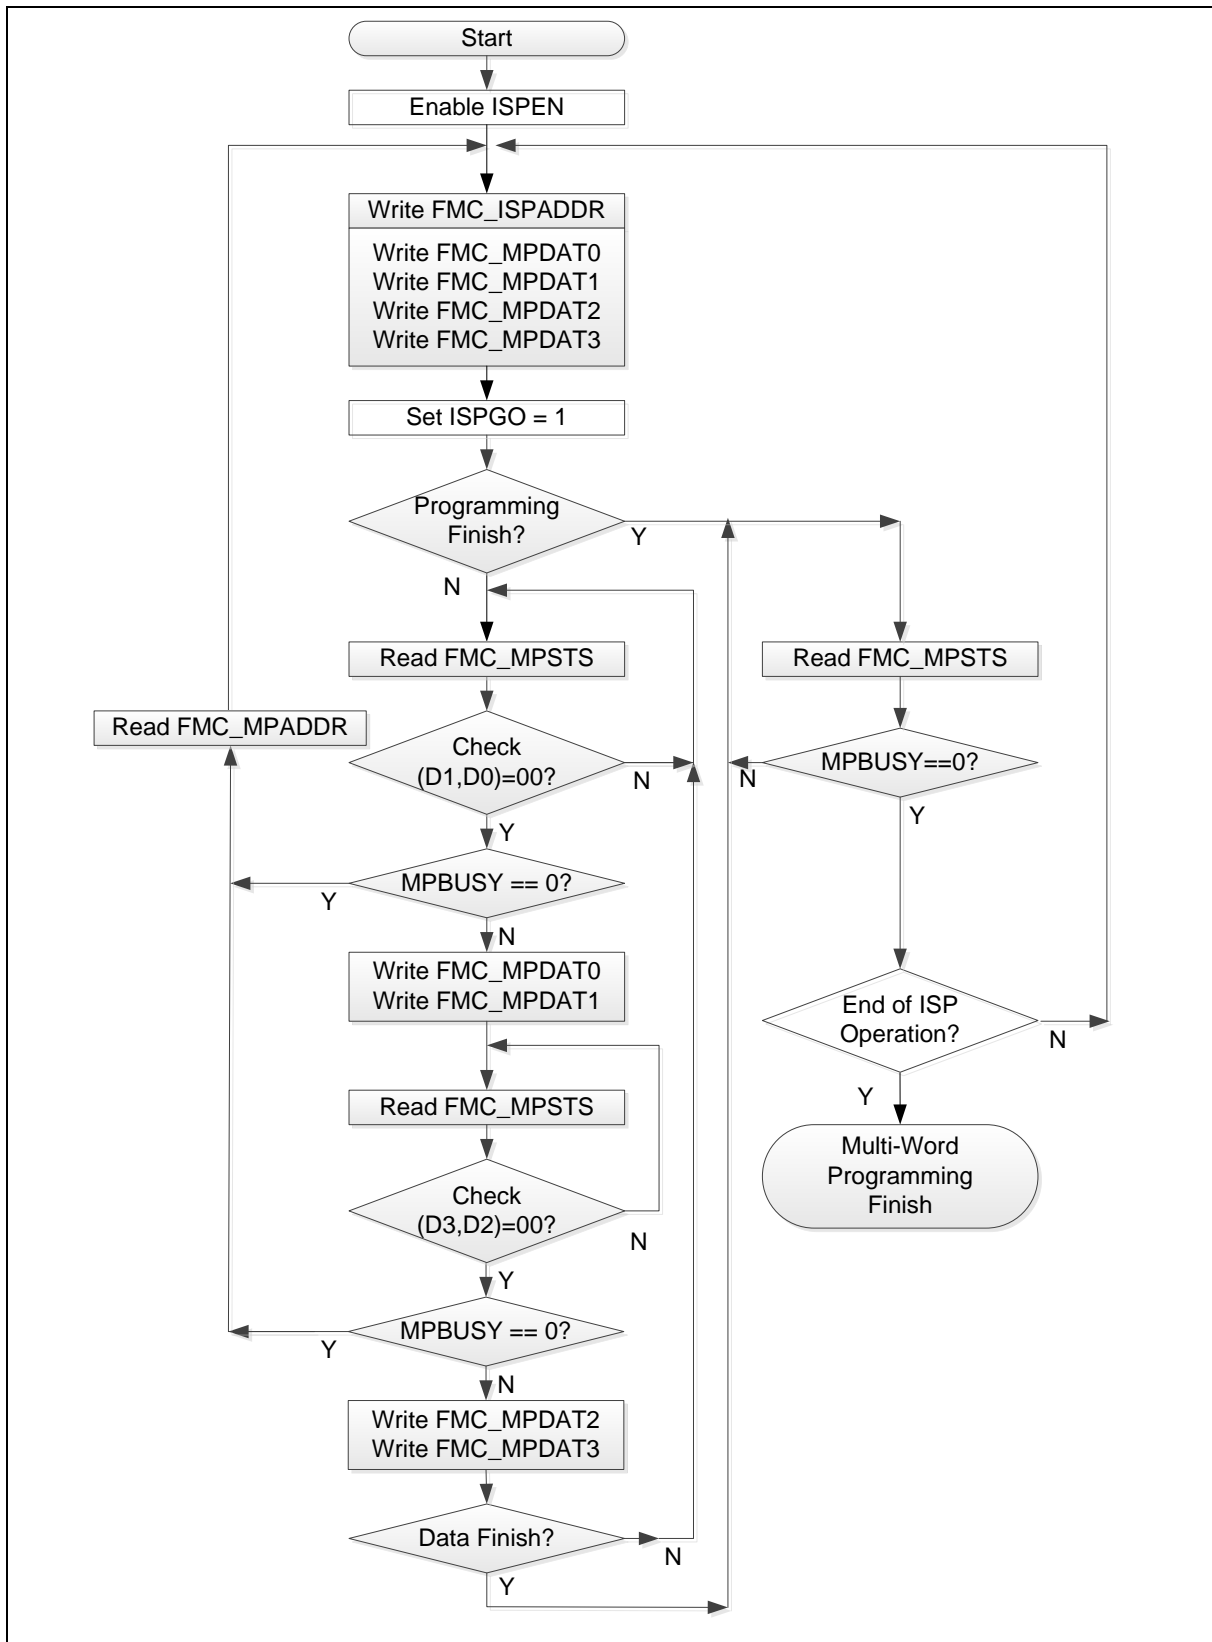 Start
Enable ISPEN
Write FMC_ISPADDR
Write FMC_MPDAT0
Write FMC_MPDAT1
Write FMC_MPDAT2
Write FMC_MPDAT3
Set ISPGO = 1
Programming
Finish?
Y
N
Read FMC_MPSTS
Read FMC_MPSTS
Read FMC_MPADDR
Check
(D1,D0)=00?
N
Y
MPBUSY==0?
N
Y
MPBUSY == 0?
Y
N
Write FMC_MPDAT0
Write FMC_MPDAT1
End of ISP
Operation?
N
Y
Read FMC_MPSTS
Check
(D3,D2)=00?
N
Y
Multi-Word
Programming
Finish
MPBUSY == 0?
Y
N
Write FMC_MPDAT2
Write FMC_MPDAT3
Data Finish?
N
Y